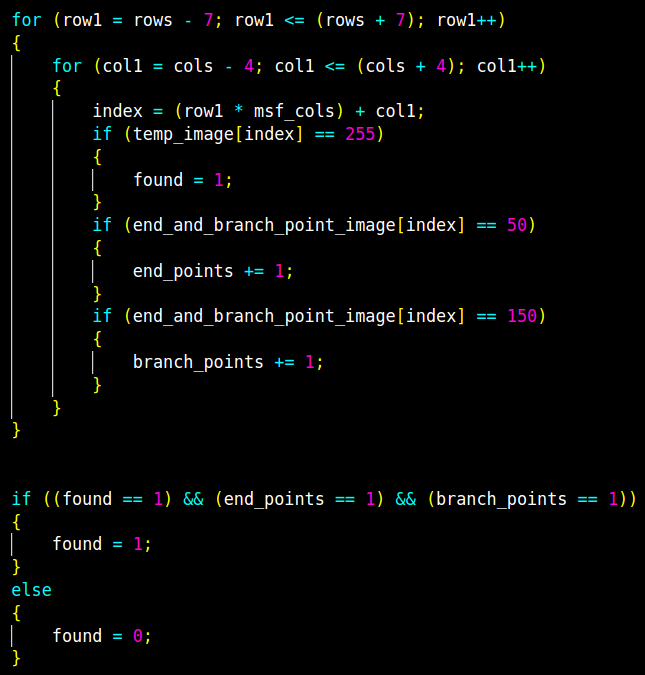 for (row1 = rows - 7; row1 <= (rows + 7); row1++)
{
    for (col1 = cols - 4; col1 <= (cols + 4); col1++)
    {
        index = (row1 * msf_cols) + col1;
        if (temp_image[index] == 255)
        {
            found = 1;
        }
        if (end_and_branch_point_image[index] == 50)
        {
            end_points += 1;
        }
        if (end_and_branch_point_image[index] == 150)
        {
            branch_points += 1;
        }
    }
}
if ((found == 1) && (end_points == 1) && (branch_points == 1))
{
    found = 1;
}
else
{
    found = 0;
}